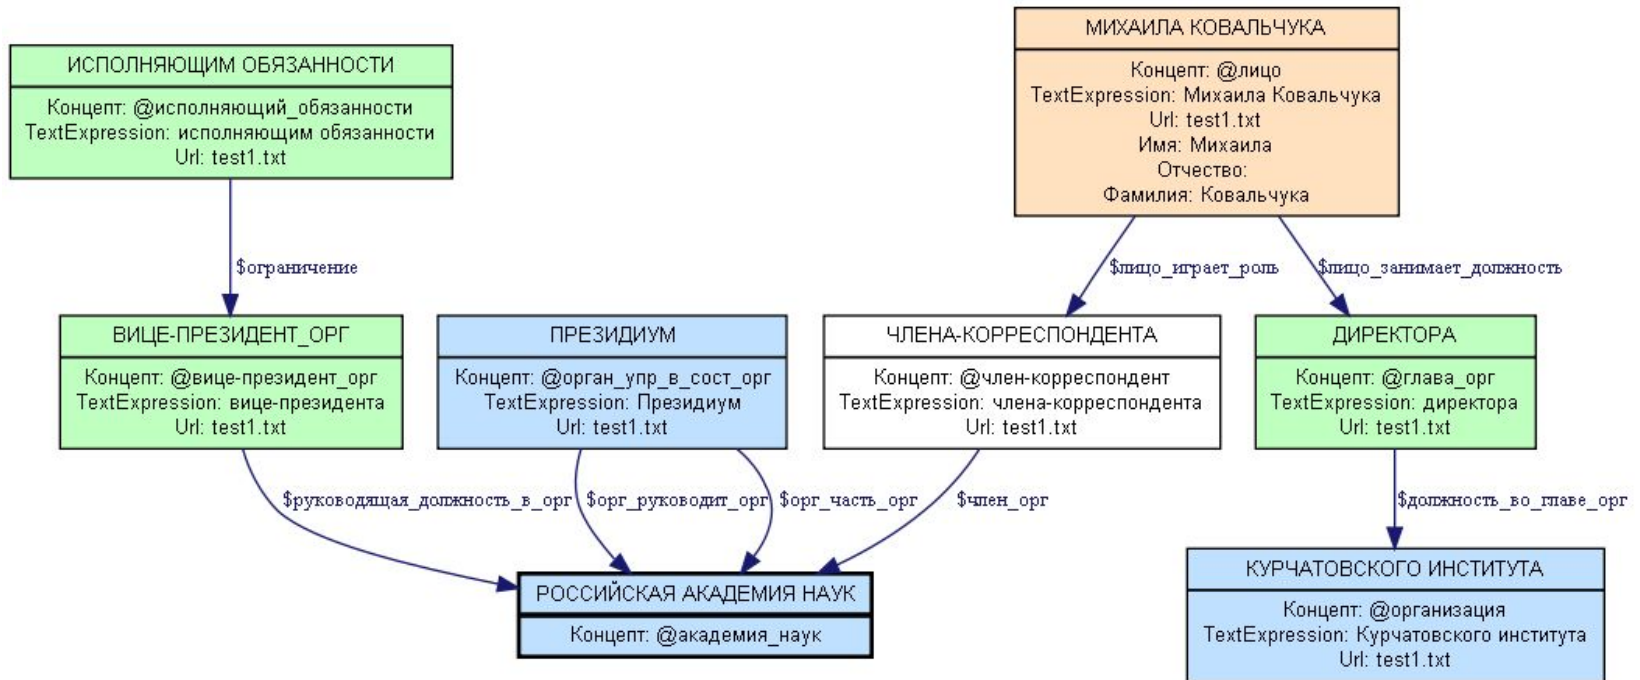 МИХАИЛА КОВАЛЬЧУКА
Концепт: @лицо
TextExpression: Михаила Ковальчука
Url: test1.txt
Имя: Михаила
Отчество:
Фамилия: Ковальчука
ИСПОЛНЯЮЩИМ ОБЯЗАННОСТИ
Концепт: @исполняющий_обязанности
TextExpression: исполняющим обязанности
Url: test1.txt
$ограничение
$лицо_играет_роль
$лицо_занимает_должность
ВИЦЕ-ПРЕЗИДЕНТ_ОРГ
Концепт: @вице-президент_орг
TextExpression: вице-президента
Url: test1.txt
ПРЕЗИДИУМ
Концепт: @орган_упр_в_сост_орг
TextExpression: Президиум
Url: test1.txt
ЧЛЕНА-КОРРЕСПОНДЕНТА
Концепт: @член-корреспондент
TextExpression: члена-корреспондента
Url: test1.txt
ДИРЕКТОРА
Концепт: @глава_орг
TextExpression: директора
Url: test1.txt
$руководящая_должность_в_орг
$орг_руководит_орг
$орг_часть_орг
$член_орг
$должность_во_главе_орг
РОССИЙСКАЯ АКАДЕМИЯ НАУК
Концепт: @академия_наук
КУРЧАТОВСКОГО ИНСТИТУТА
Концепт: @организация
TextExpression: Курчатовского института
Url: test1.txt